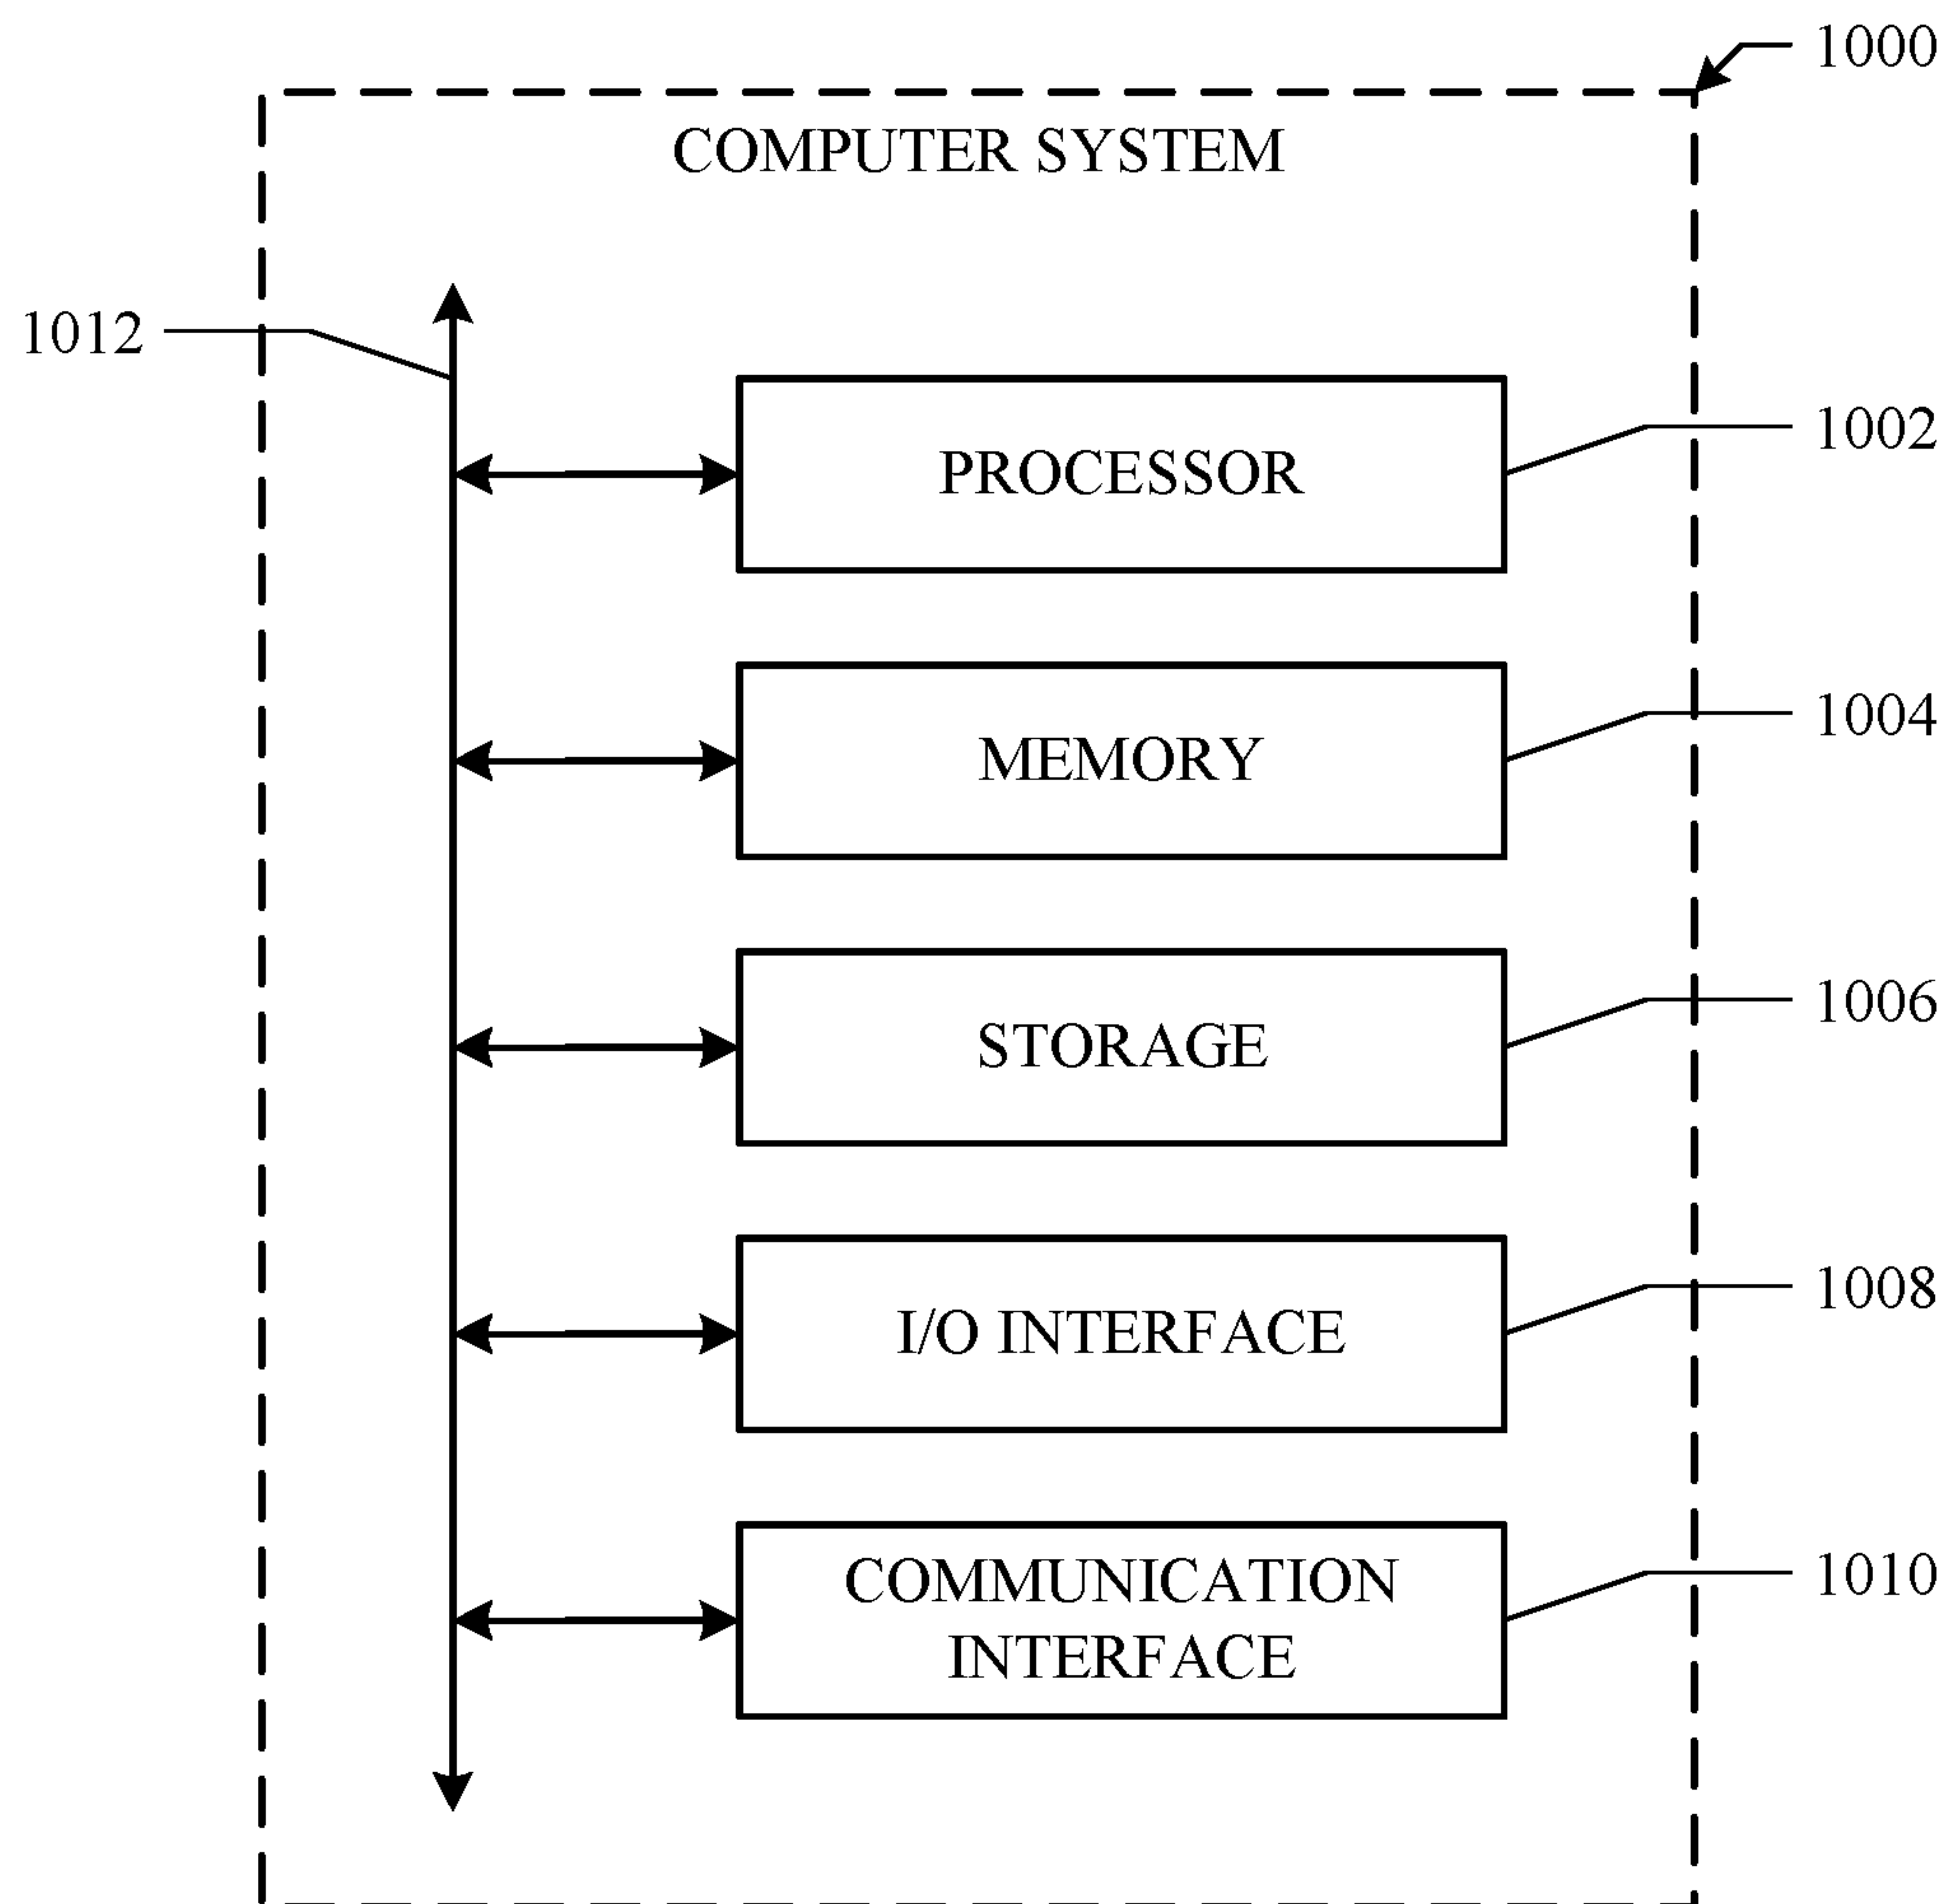 1000
COMPUTER SYSTEM
1012
PROCESSOR
1002
MEMORY
1004
STORAGE
1006
I/O INTERFACE
1008
COMMUNICATION
INTERFACE
1010